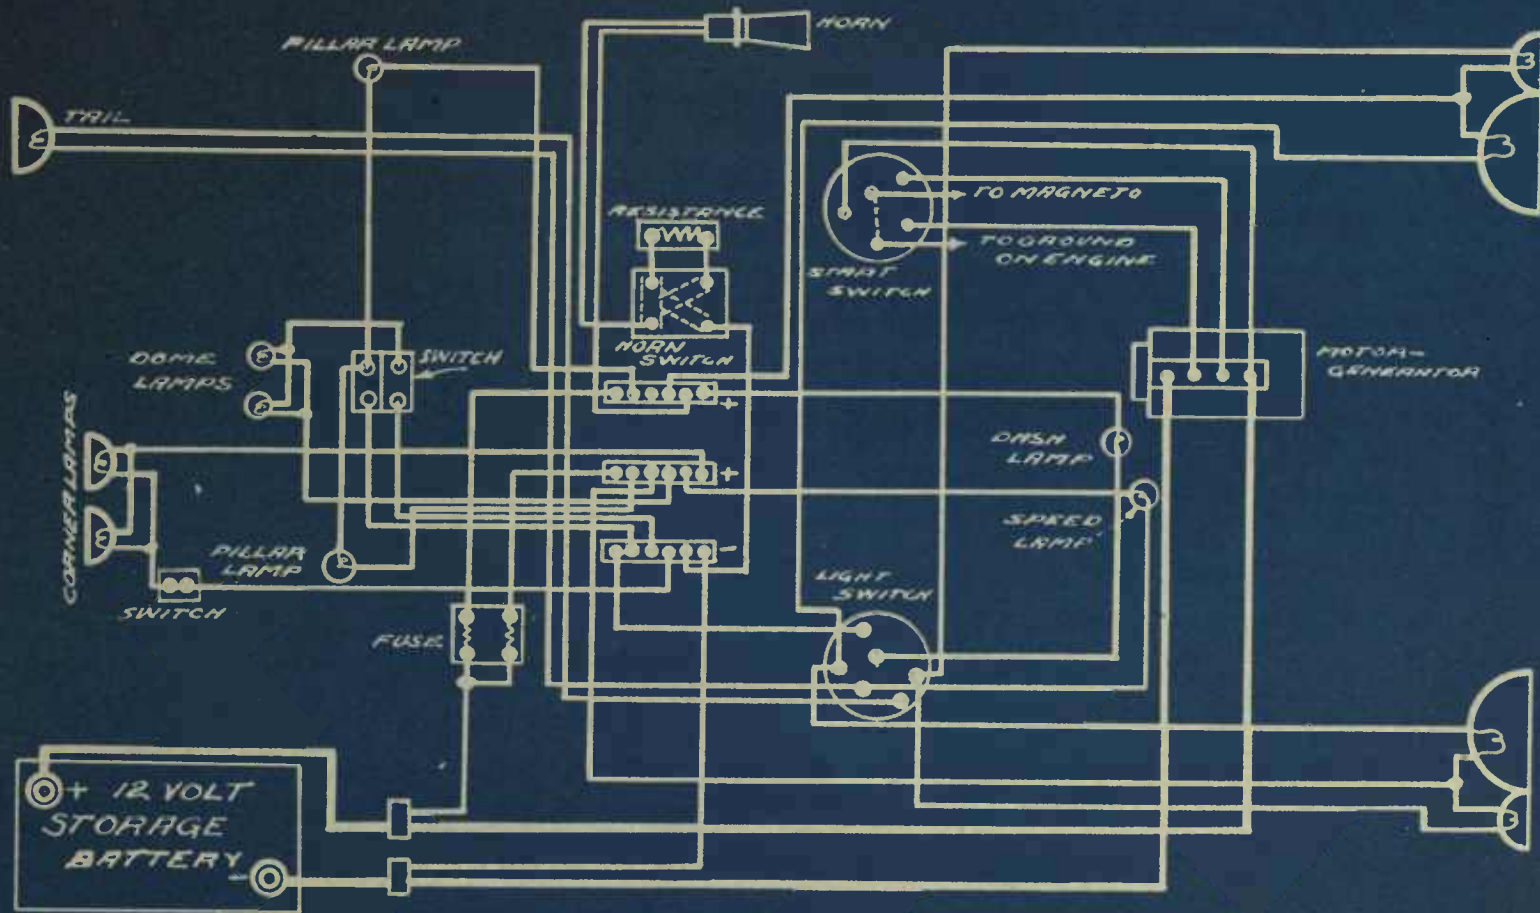 HORN
PILLAR LAMP
TAIL
RESISTANCE
TO MAGNETO
TO GROUND
ON ENGINE
START
SWITCH
HORN
SWITCH
SWITCH
DOME
LAMPS
MOTOR-
GENERATOR
+
CORNER LAMPS
DASH
LAMP
+
SPEED
LAMP
PILLAR
LAMP
-
LIGHT
SWITCH
SWITCH
FUSE
+ 12 VOLT
STORAGE
BATTERY
-